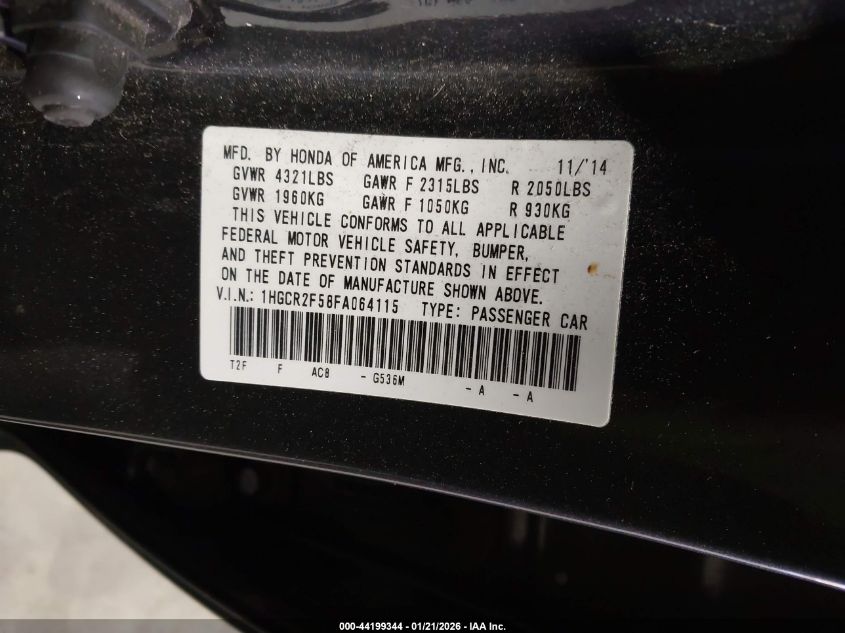 MFD. BY HONDA OF AMERICA MFG., INC. 11/'14
GVWR 4321LBS GAWR F 2315LBS R 2050LBS
GVWR 1960KG GAWR F 1050KG R 930KG
THIS VEHICLE CONFORMS TO ALL APPLICABLE
FEDERAL MOTOR VEHICLE SAFETY, BUMPER,
AND THEFT PREVENTION STANDARDS IN EFFECT
ON THE DATE OF MANUFACTURE SHOWN ABOVE.
V.I.N.: 1HGCR2F58FA064115 TYPE: PASSENGER CAR
T2F F AC8 - G536M - A - A
000-44199344 - 01/21/2026 - IAA Inc.